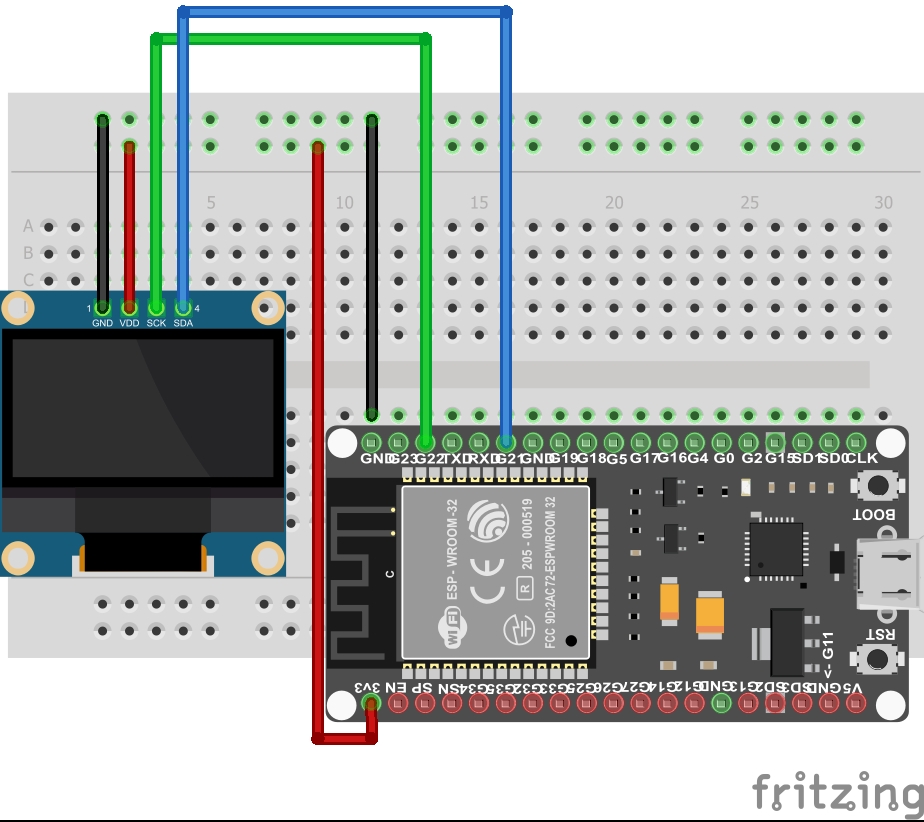 5 10 15 20 25 30
A
B
C
1 4
GND VDD SCK SDA
GND G23 G22 TXD RXD G21 GND G19 G18 G5 G17 G16 G4 G0 G2 G15 SD1 SD0 CLK
BOOT
ESP - WROOM -32
205 - 000519
FCC 9D:2AC72-ESPWROOM 32
CE
R
WiFi
C
RST
-> G11
3V3 EN SP SN G34 G35 G32 G33 G25 G26 G27 G14 G12 GND G13 SD2 SD3 GND V5
fritzing